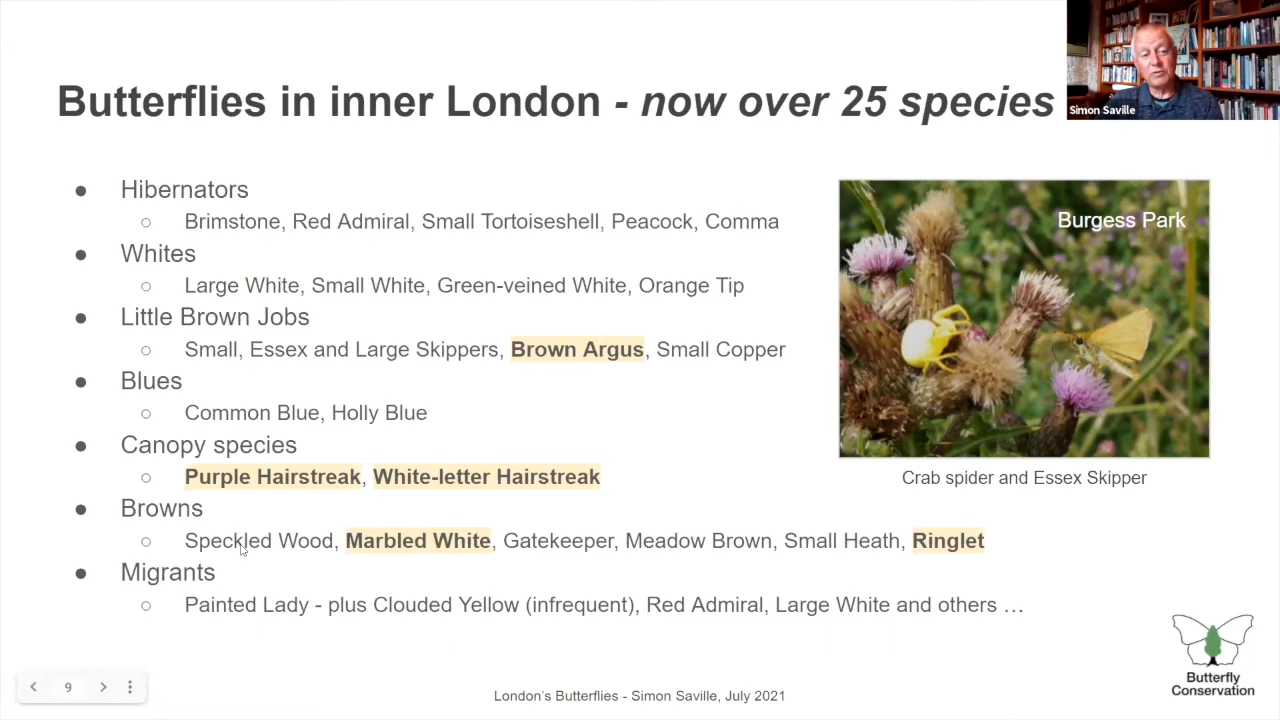 Butterflies in inner London - now over 25 species
Simon Saville
● Hibernators
○ Brimstone, Red Admiral, Small Tortoiseshell, Peacock, Comma
● Whites
○ Large White, Small White, Green-veined White, Orange Tip
● Little Brown Jobs
○ Small, Essex and Large Skippers, Brown Argus, Small Copper
● Blues
○ Common Blue, Holly Blue
● Canopy species
○ Purple Hairstreak, White-letter Hairstreak
● Browns
○ Speckled Wood, Marbled White, Gatekeeper, Meadow Brown, Small Heath, Ringlet
● Migrants
○ Painted Lady - plus Clouded Yellow (infrequent), Red Admiral, Large White and others …
Burgess Park
Crab spider and Essex Skipper
9
London's Butterflies - Simon Saville, July 2021
Butterfly
Conservation